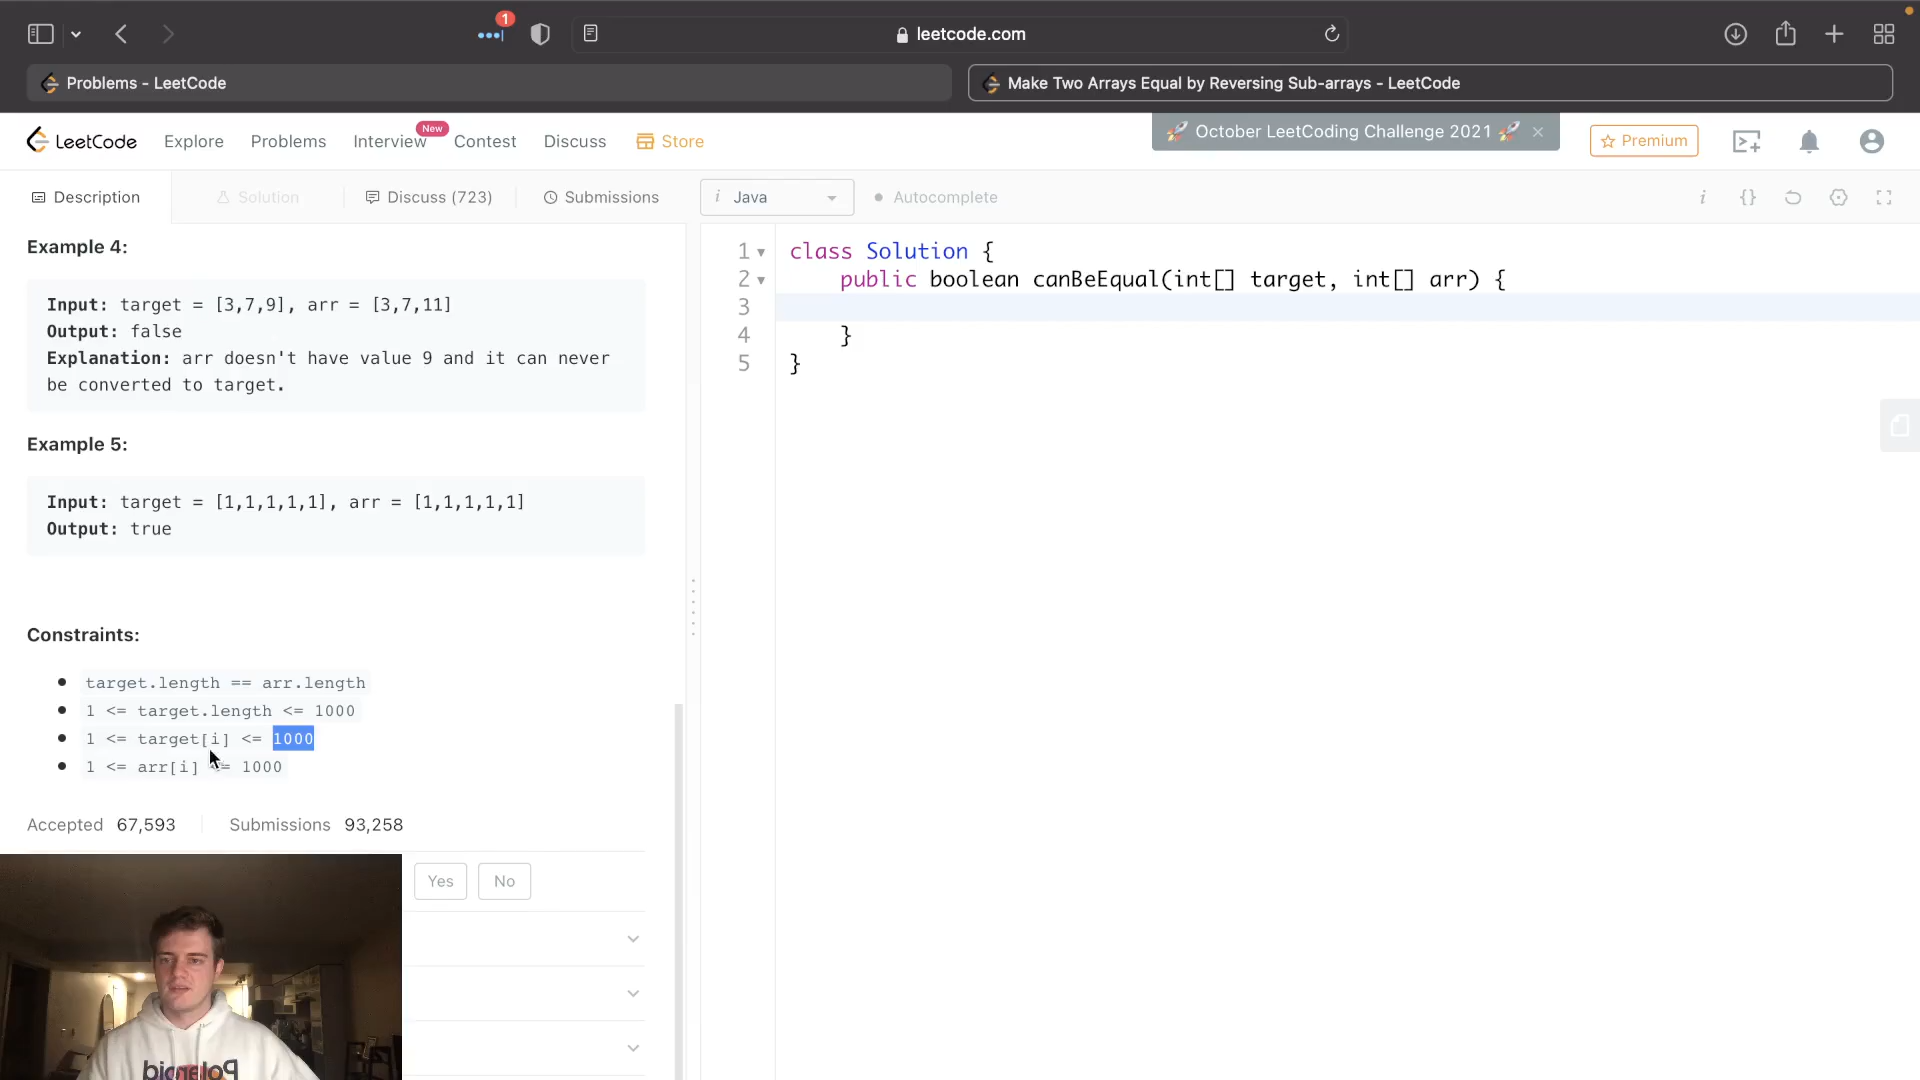 1
leetcode.com
Problems - LeetCode
Make Two Arrays Equal by Reversing Sub-arrays - LeetCode
LeetCode
Explore
Problems
Interview
New
Contest
Discuss
Store
🚀 October LeetCoding Challenge 2021 🚀 ×
Premium
Description
Solution
Discuss (723)
Submissions
i Java
Autocomplete
i {}
Example 4:
Input: target = [3,7,9], arr = [3,7,11]
Output: false
Explanation: arr doesn't have value 9 and it can never
be converted to target.
Example 5:
Input: target = [1,1,1,1,1], arr = [1,1,1,1,1]
Output: true
Constraints:
• target.length == arr.length
• 1 <= target.length <= 1000
• 1 <= target[i] <= 1000
• 1 <= arr[i] <= 1000
Accepted 67,593
Submissions 93,258
Yes
No
Polaroid
1 class Solution {
2 public boolean canBeEqual(int[] target, int[] arr) {
3
4 }
5 }